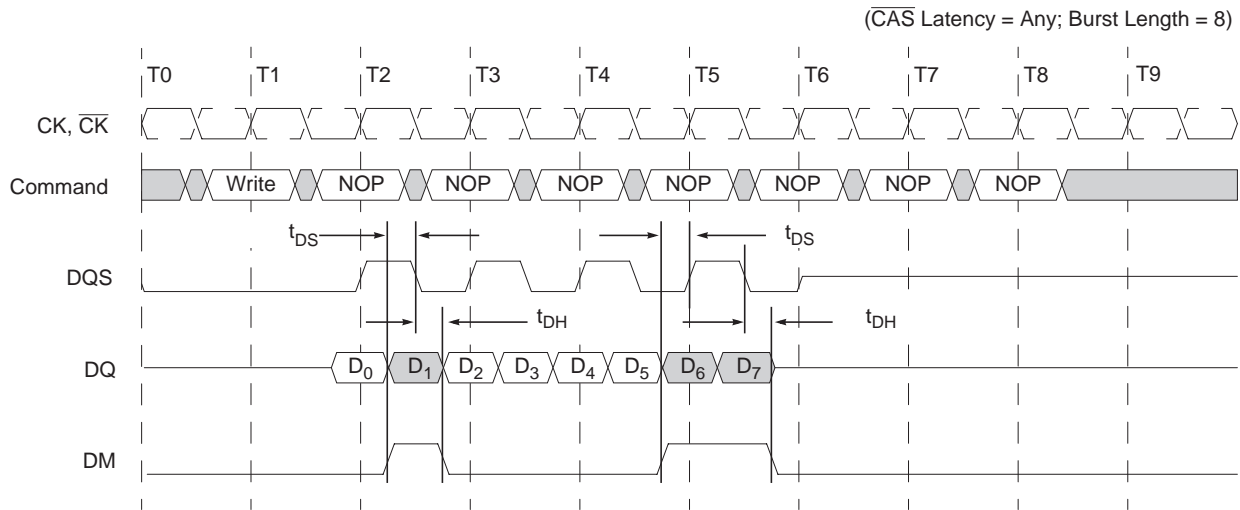 (C̅A̅S̅ Latency = Any; Burst Length = 8)
T0 T1 T2 T3 T4 T5 T6 T7 T8 T9
CK, C̅K̅
Command Write NOP NOP NOP NOP NOP NOP NOP
tDS tDS
DQS
tDH tDH
DQ D0 D1 D2 D3 D4 D5 D6 D7
DM